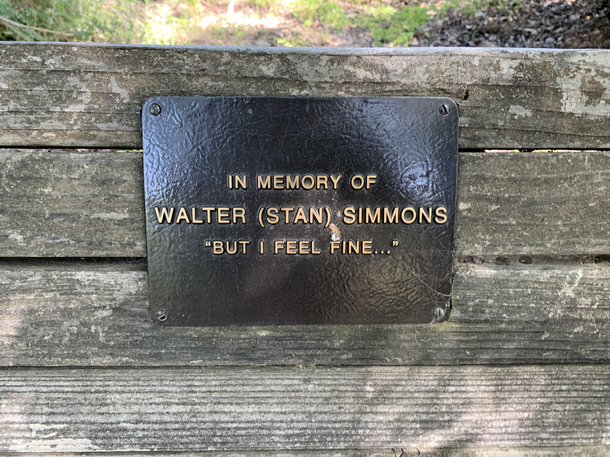 IN MEMORY OF
WALTER (STAN) SIMMONS
“BUT I FEEL FINE...”